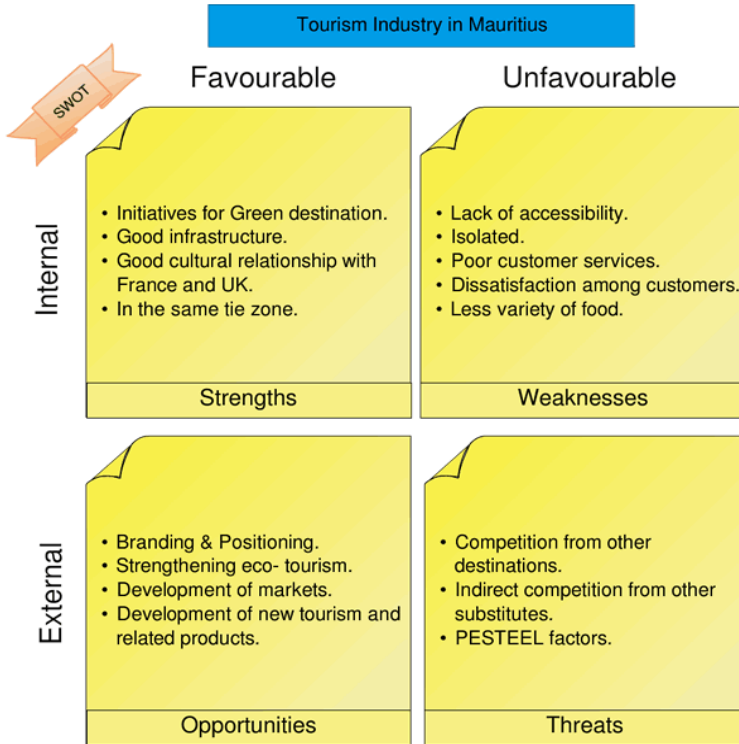 Tourism Industry in Mauritius
SWOT
Favourable
Unfavourable
Internal
• Initiatives for Green destination.
• Good infrastructure.
• Good cultural relationship with
France and UK.
• In the same tie zone.
Strengths
• Lack of accessibility.
• Isolated.
• Poor customer services.
• Dissatisfaction among customers.
• Less variety of food.
Weaknesses
External
• Branding & Positioning.
• Strengthening eco- tourism.
• Development of markets.
• Development of new tourism and
related products.
Opportunities
• Competition from other
destinations.
• Indirect competition from other
substitutes.
• PESTEEL factors.
Threats